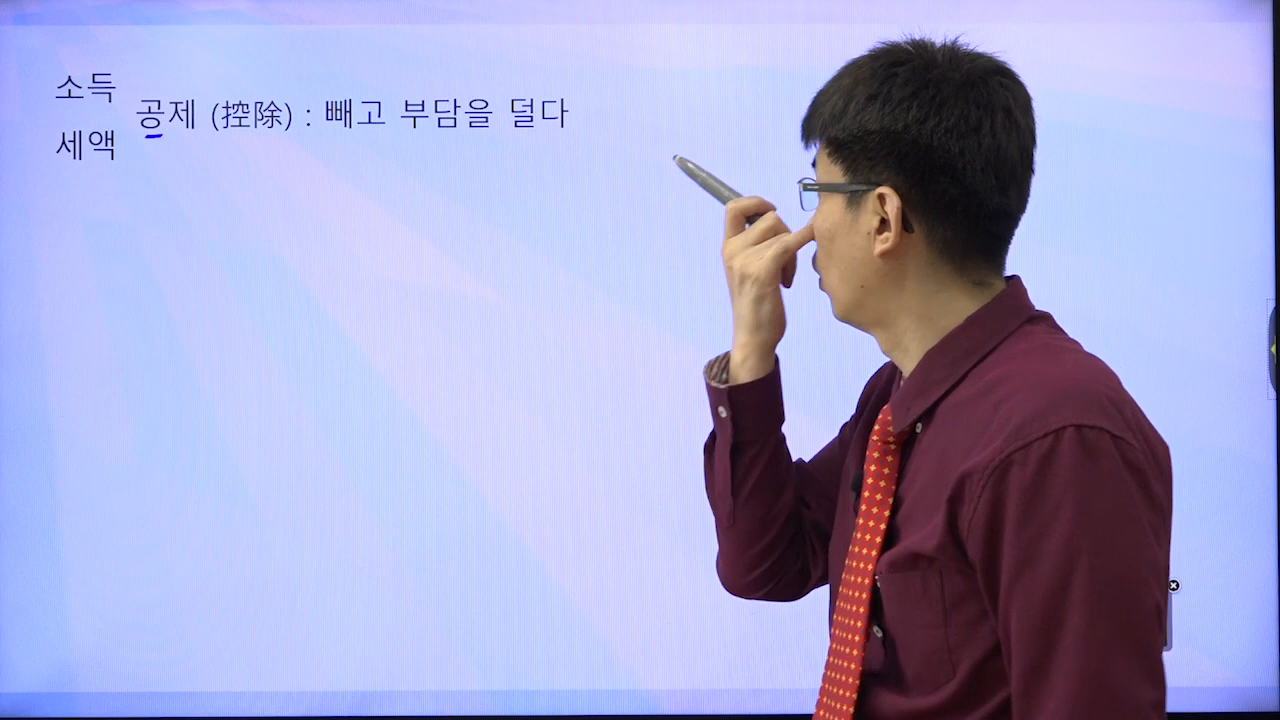 소득
공제 (控除) : 빼고 부담을 덜다
세액